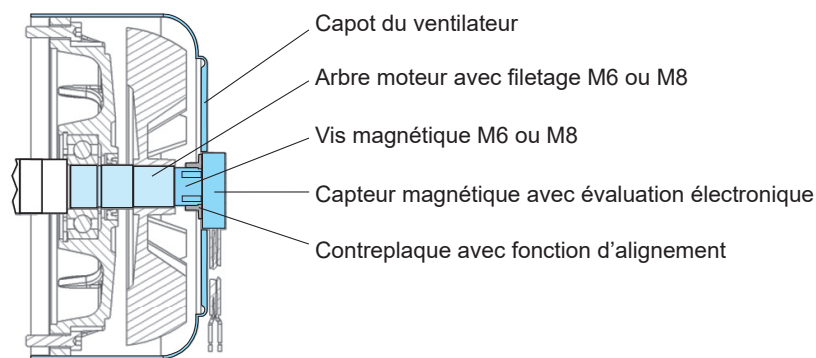 Capot du ventilateur
Arbre moteur avec filetage M6 ou M8
Vis magnétique M6 ou M8
Capteur magnétique avec évaluation électronique
Contreplaque avec fonction d’alignement